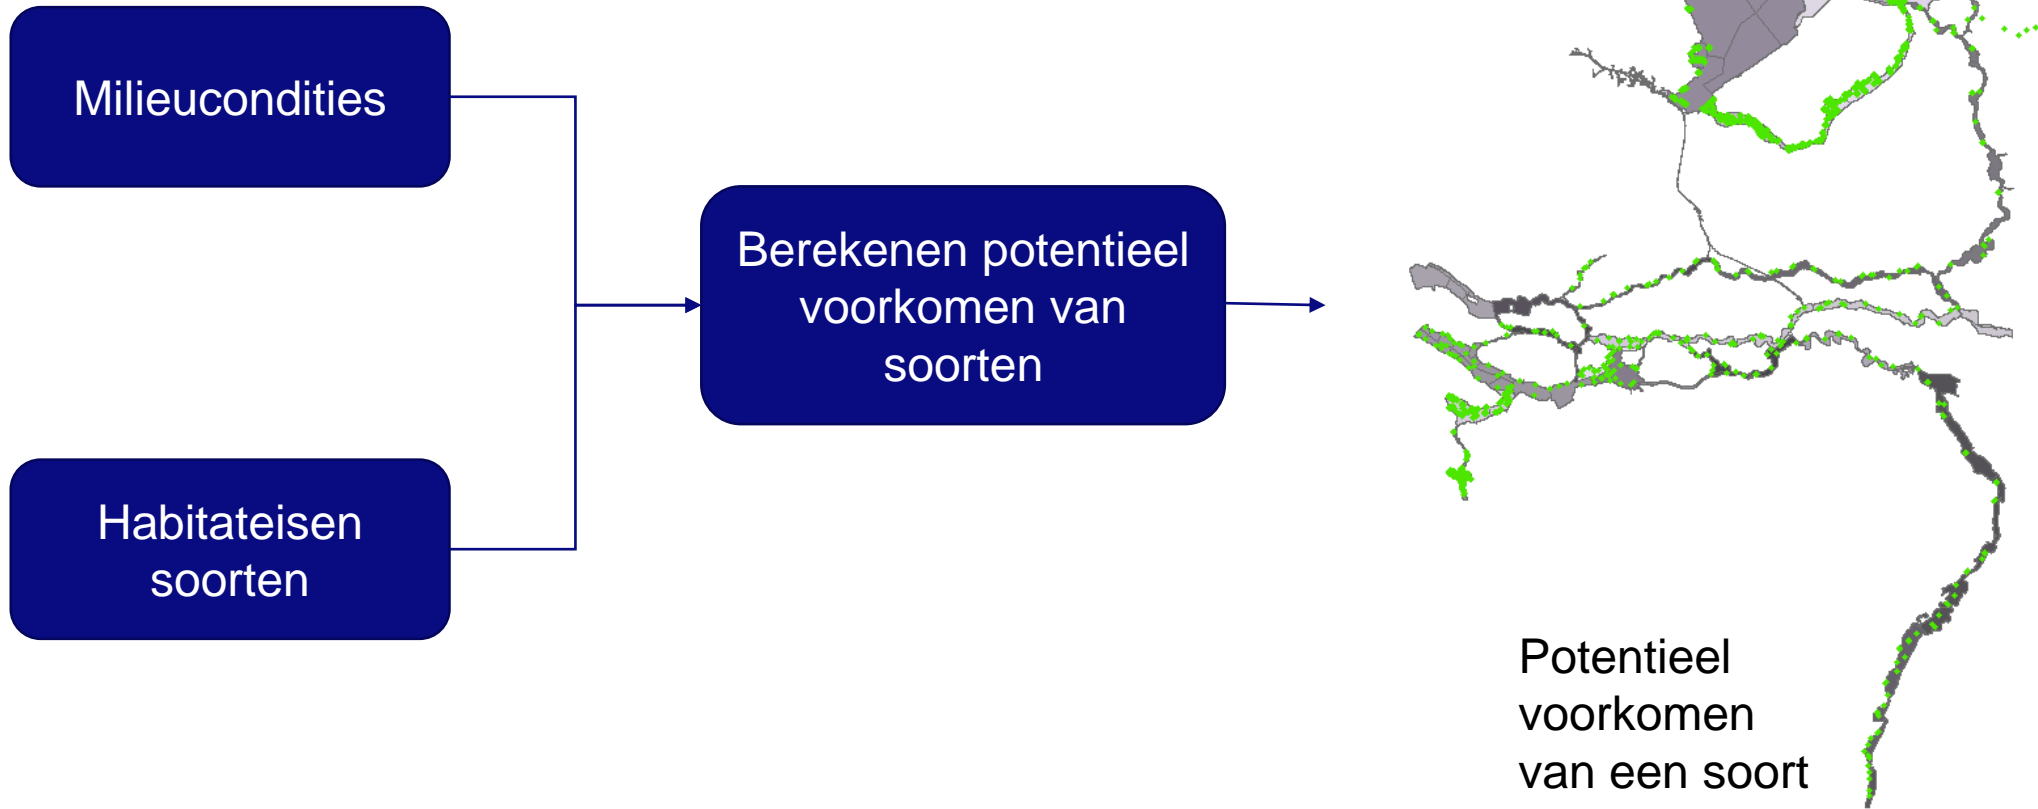 Milieucondities
Habitateisen
soorten
Berekenen potentieel
voorkomen van
soorten
Potentieel
voorkomen
van een soort